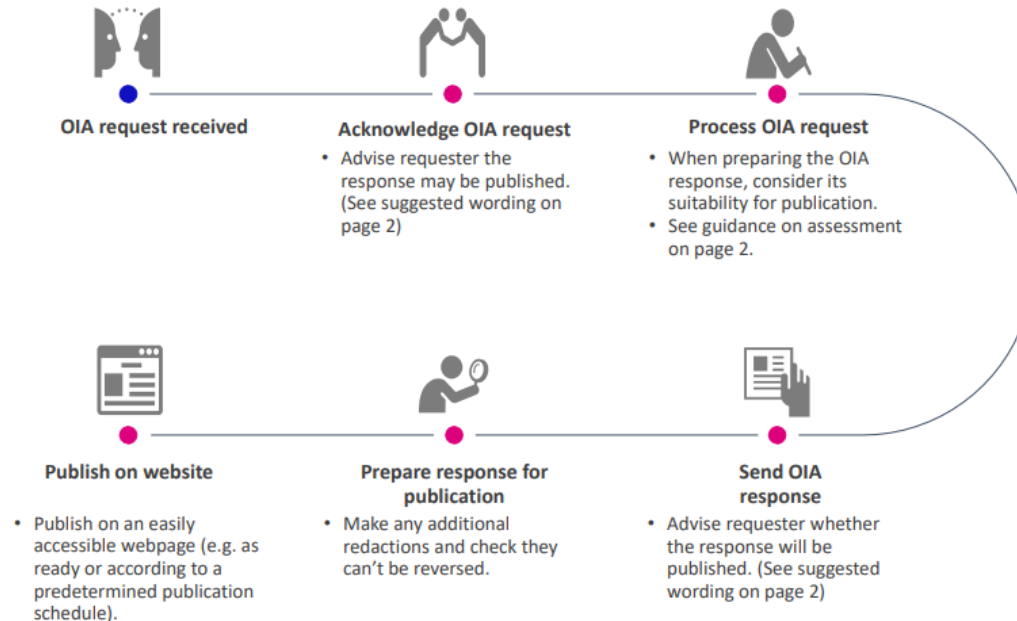 OIA request received
Acknowledge OIA request
• Advise requester the
response may be published.
(See suggested wording on
page 2)
Process OIA request
• When preparing the OIA
response, consider its
suitability for publication.
• See guidance on assessment
on page 2.
Send OIA
response
• Advise requester whether
the response will be
published. (See suggested
wording on page 2)
Prepare response for
publication
• Make any additional
redactions and check they
can’t be reversed.
Publish on website
• Publish on an easily
accessible webpage (e.g. as
ready or according to a
predetermined publication
schedule).